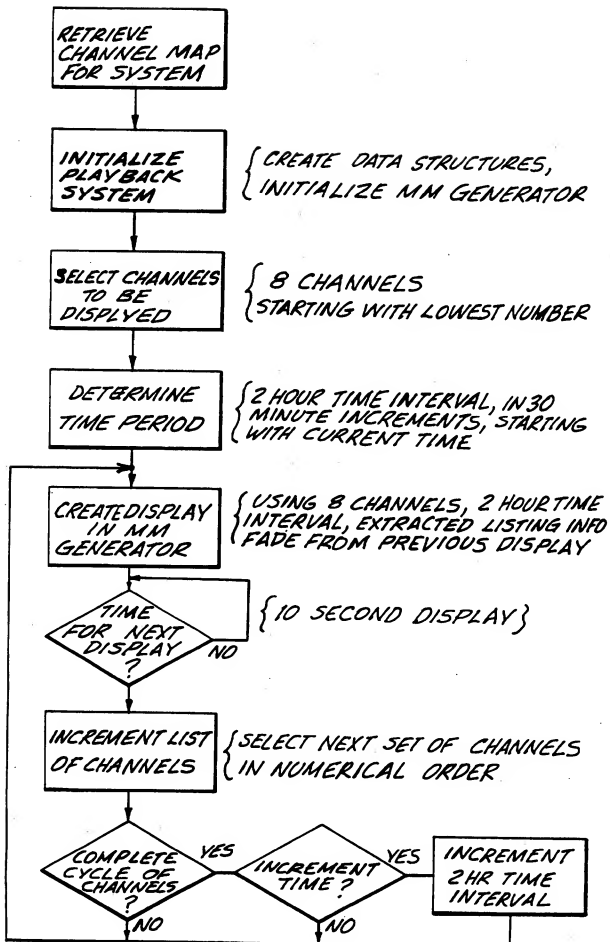 RETRIEVE
CHANNEL MAP
FOR SYSTEM
INITIALIZE
PLAYBACK
SYSTEM
{ CREATE DATA STRUCTURES,
INITIALIZE MM GENERATOR
SELECT CHANNELS
TO BE
DISPLYED
{ 8 CHANNELS
STARTING WITH LOWEST NUMBER
DETERMINE
TIME PERIOD
{ 2 HOUR TIME INTERVAL, IN 30
MINUTE INCREMENTS, STARTING
WITH CURRENT TIME
CREATE DISPLAY
IN MM
GENERATOR
{ USING 8 CHANNELS, 2 HOUR TIME
INTERVAL, EXTRACTED LISTING INFO
FADE FROM PREVIOUS DISPLAY
TIME
FOR NEXT
DISPLAY
?
NO
{ 10 SECOND DISPLAY }
INCREMENT LIST
OF CHANNELS
{ SELECT NEXT SET OF CHANNELS
IN NUMERICAL ORDER
COMPLETE
CYCLE OF
CHANNELS
?
YES
NO
INCREMENT
TIME ?
YES
NO
INCREMENT
2HR TIME
INTERVAL